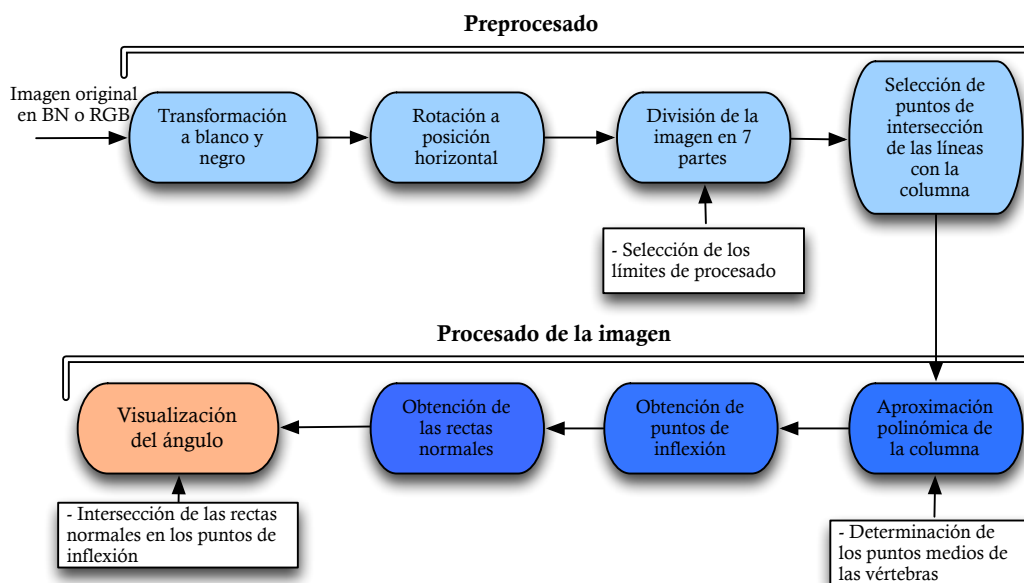 Preprocesado
Imagen original
en BN o RGB
Transformación
a blanco y
negro
Rotación a
posición
horizontal
División de la
imagen en 7
partes
Selección de
puntos de
intersección
de las líneas
con la
columna
- Selección de los
límites de procesado
Procesado de la imagen
Visualización
del ángulo
Obtención de
las rectas
normales
Obtención de
puntos de
inflexión
Aproximación
polinómica de
la columna
- Intersección de las rectas
normales en los puntos de
inflexión
- Determinación de
los puntos medios de
las vértebras